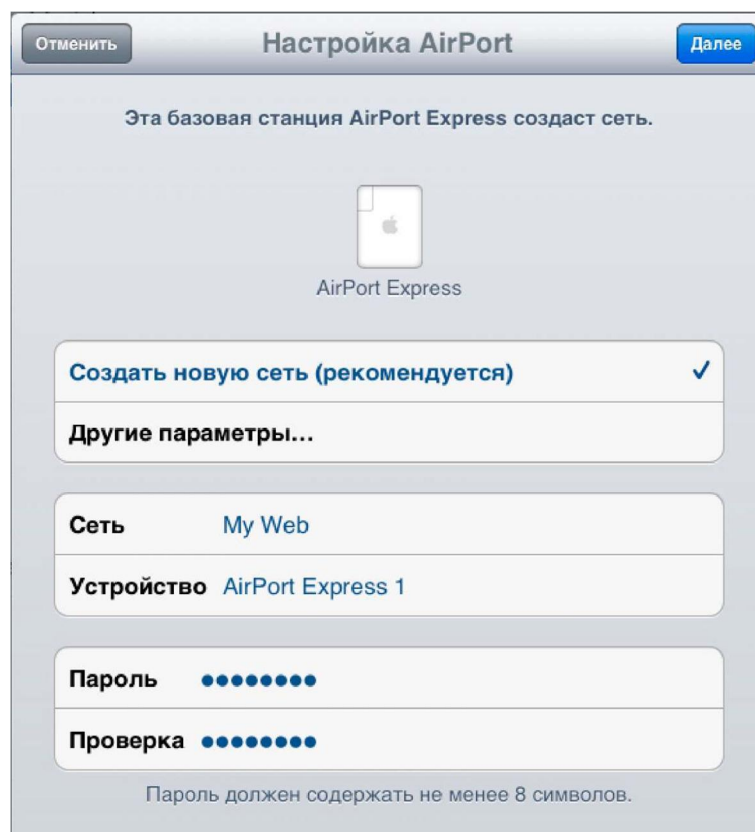 Отменить
Настройка AirPort
Далее
Эта базовая станция AirPort Express создаст сеть.
AirPort Express
Создать новую сеть (рекомендуется)
Другие параметры...
Сеть My Web
Устройство AirPort Express 1
Пароль ●●●●●●●●
Проверка ●●●●●●●●
Пароль должен содержать не менее 8 символов.